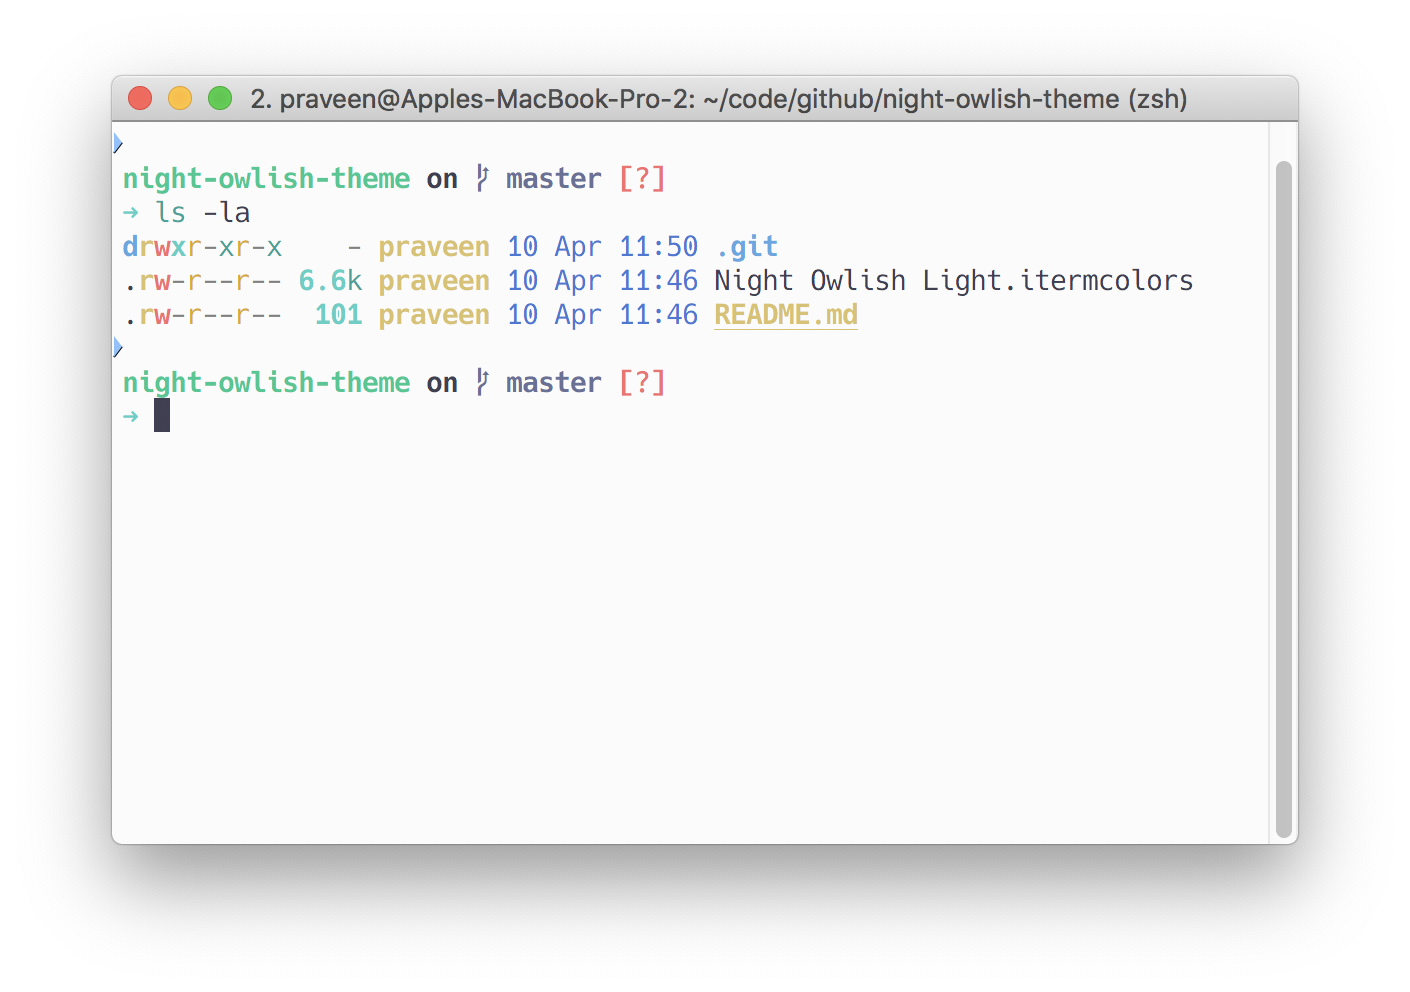 2. praveen@Apples-MacBook-Pro-2: ~/code/github/night-owlish-theme (zsh)
night-owlish-theme on  master [?]
→ ls -la
drwxr-xr-x    - praveen 10 Apr 11:50 .git
.rw-r--r-- 6.6k praveen 10 Apr 11:46 Night Owlish Light.itermcolors
.rw-r--r--  101 praveen 10 Apr 11:46 README.md
night-owlish-theme on  master [?]
→